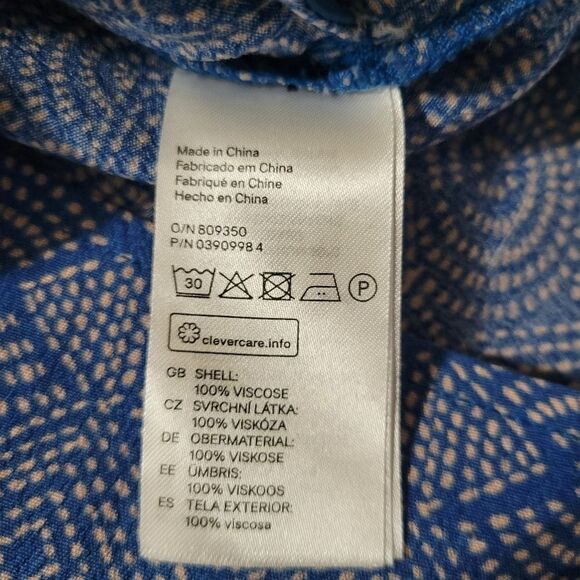 Made in China
Fabricado em China
Fabriqué en Chine
Hecho en China
O/N 809350
P/N 0390998 4
30
P
clevercare.info
GB SHELL:
100% VISCOSE
CZ SVRCHNÍ LÁTKA:
100% VISKÓZA
DE OBERMATERIAL:
100% VISKOSE
EE ÜMBRIS:
100% VISKOOS
ES TELA EXTERIOR:
100% viscosa